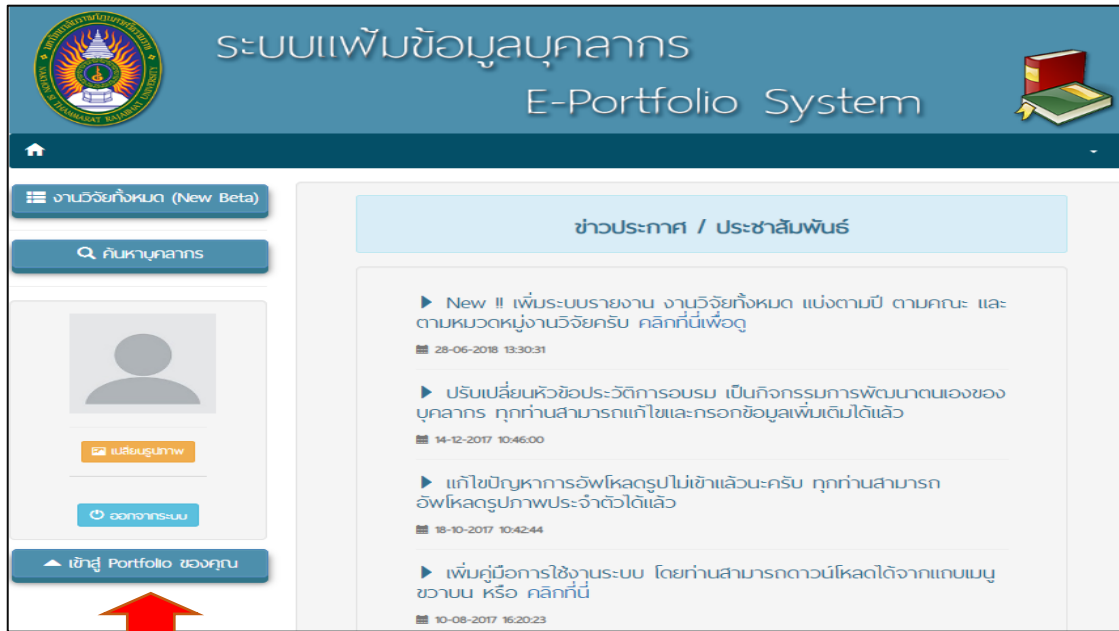 ระบบแฟ้มข้อมูลบุคลากร
E-Portfolio System
งานวิจัยทั้งหมด (New Beta)
ค้นหาบุคลากร
เปลี่ยนรูปภาพ
ออกจากระบบ
เข้าสู่ Portfolio ของคุณ
ข่าวประกาศ / ประชาสัมพันธ์
New !! เพิ่มระบบรายงาน งานวิจัยทั้งหมด แบ่งตามปี ตามคณะ และ
ตามหมวดหมู่งานวิจัยครับ คลิกที่นี่เพื่อดู
28-06-2018 13:30:31
ปรับเปลี่ยนหัวข้อประวัติการอบรม เป็นกิจกรรมการพัฒนาตนเองของ
บุคลากร ทุกท่านสามารถแก้ไขและกรอกข้อมูลเพิ่มเติมได้แล้ว
14-12-2017 10:46:00
แก้ไขปัญหาการอัพโหลดรูปไม่เข้าแล้วนะครับ ทุกท่านสามารถ
อัพโหลดรูปภาพประจำตัวได้แล้ว
18-10-2017 10:42:44
เพิ่มคู่มือการใช้งานระบบ โดยท่านสามารถดาวน์โหลดได้จากแถบเมนู
ขวาบน หรือ คลิกที่นี่
10-08-2017 16:20:23